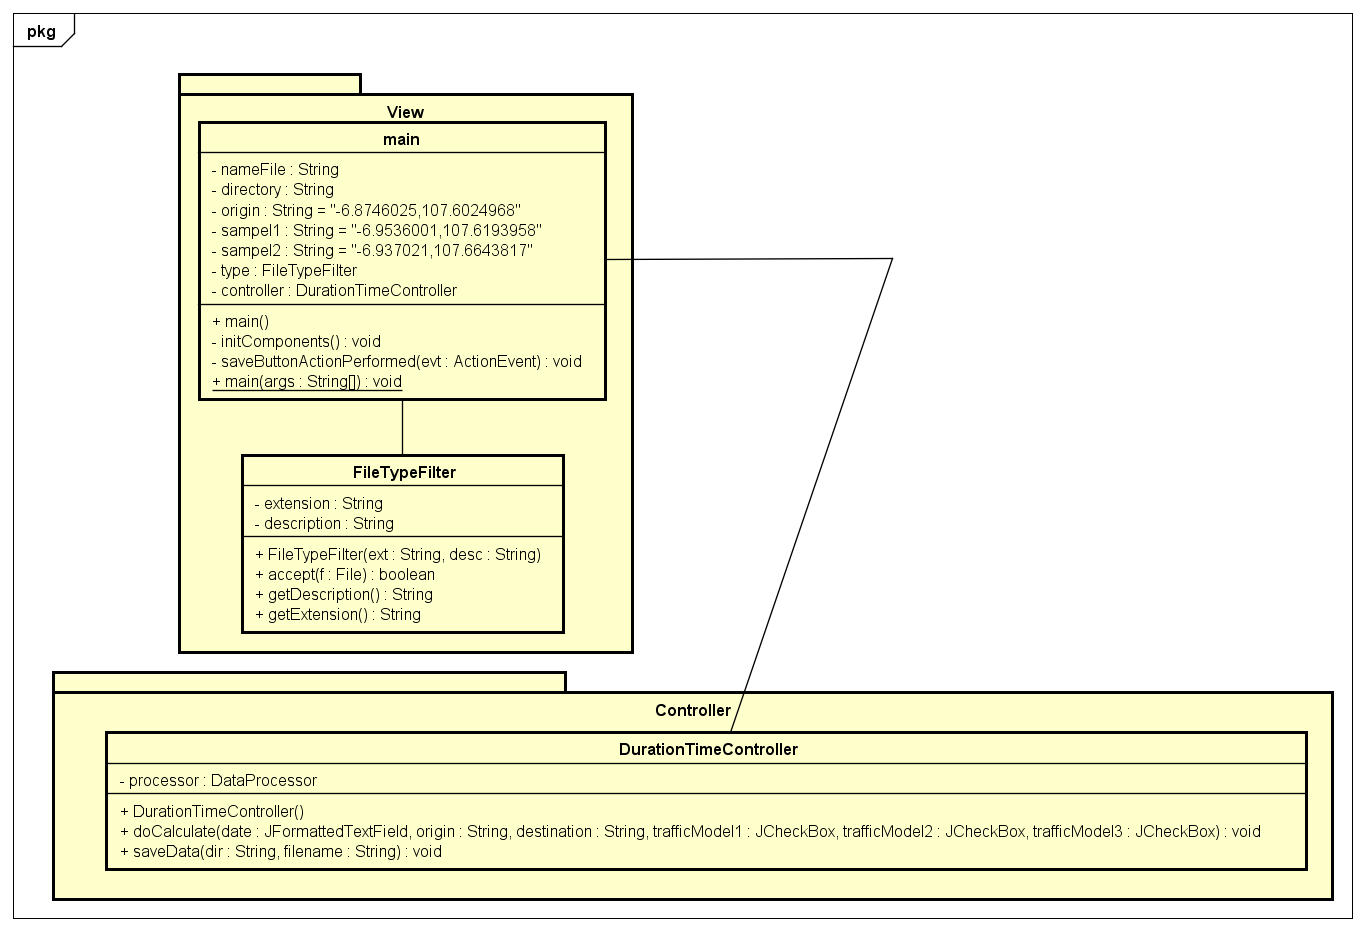 pkg
View
main
- nameFile : String
- directory : String
- origin : String = "-6.8746025,107.6024968"
- sampel1 : String = "-6.9536001,107.6193958"
- sampel2 : String = "-6.937021,107.6643817"
- type : FileTypeFilter
- controller : DurationTimeController
+ main()
- initComponents() : void
- saveButtonActionPerformed(evt : ActionEvent) : void
+ main(args : String[]) : void
FileTypeFilter
- extension : String
- description : String
+ FileTypeFilter(ext : String, desc : String)
+ accept(f : File) : boolean
+ getDescription() : String
+ getExtension() : String
Controller
DurationTimeController
- processor : DataProcessor
+ DurationTimeController()
+ doCalculate(date : JFormattedTextField, origin : String, destination : String, trafficModel1 : JCheckBox, trafficModel2 : JCheckBox, trafficModel3 : JCheckBox) : void
+ saveData(dir : String, filename : String) : void